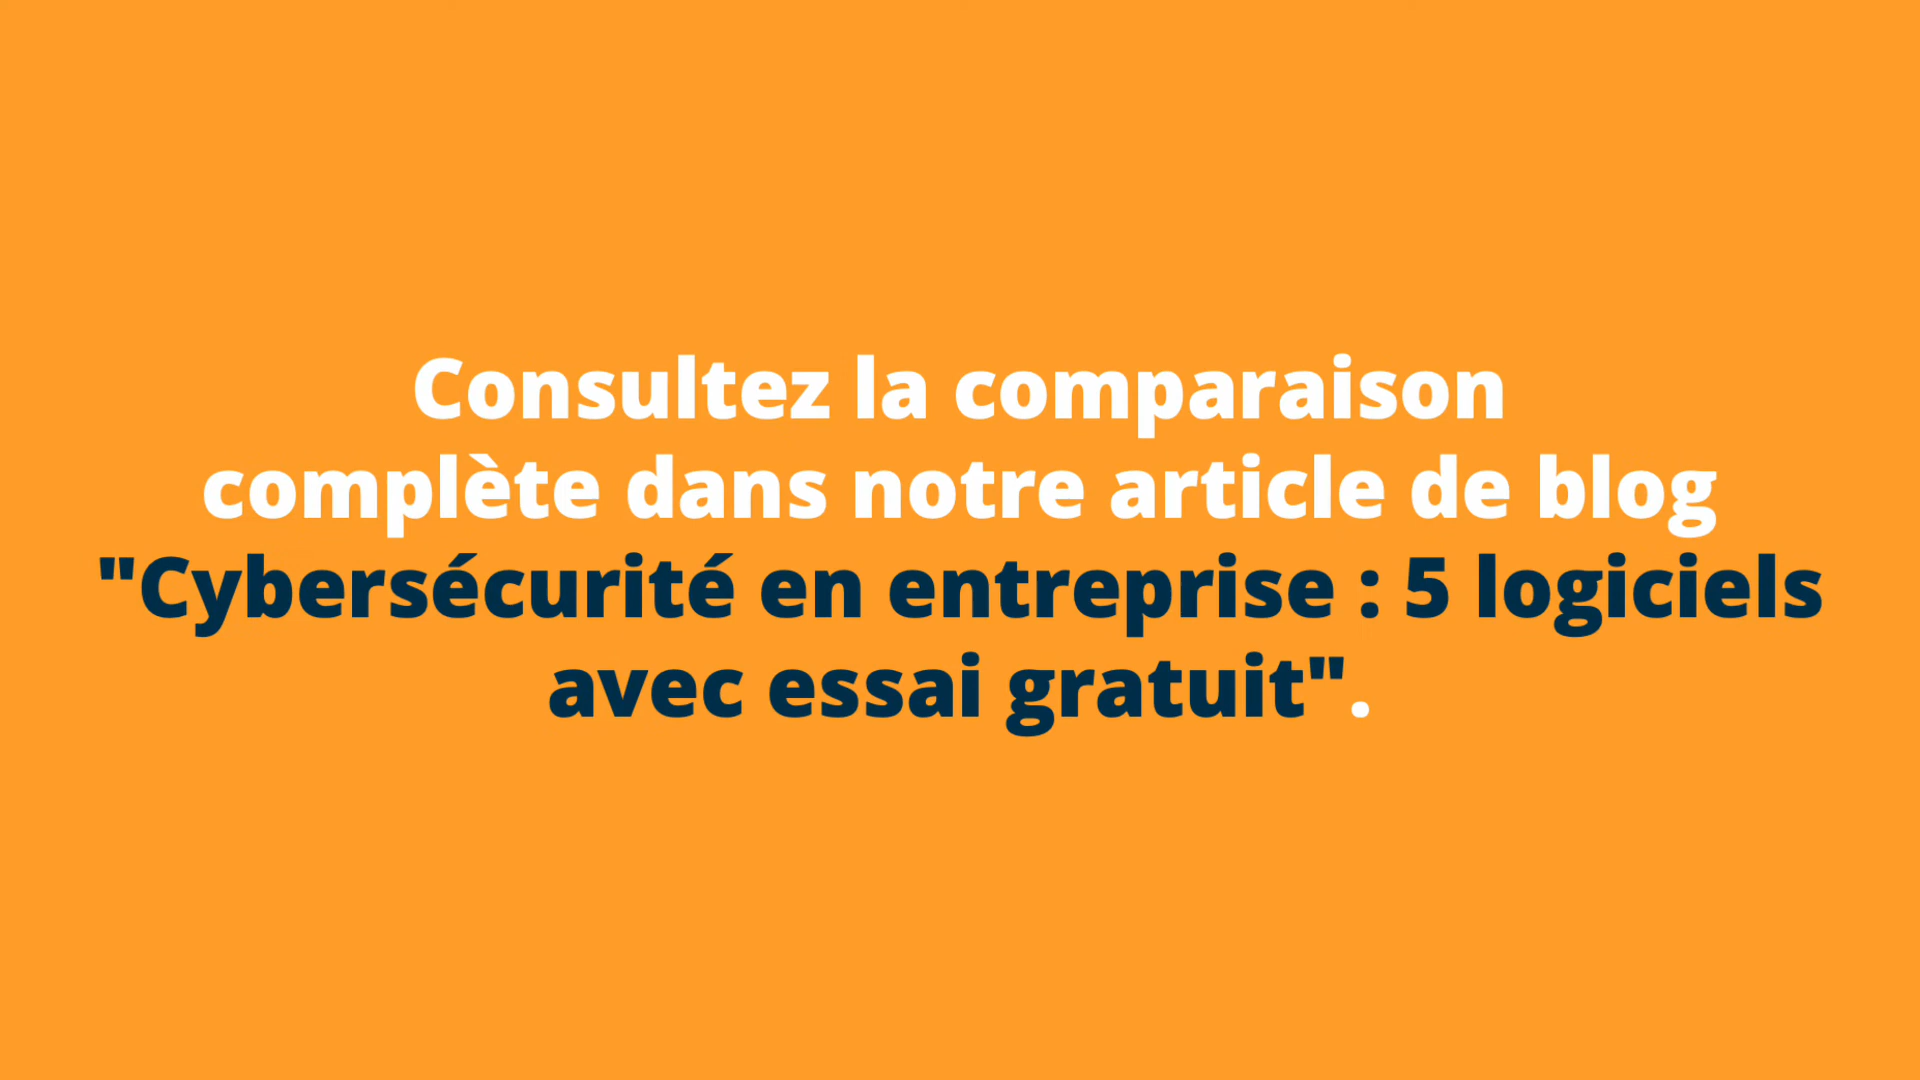 Consultez la comparaison
complète dans notre article de blog
"Cybersécurité en entreprise : 5 logiciels
avec essai gratuit".